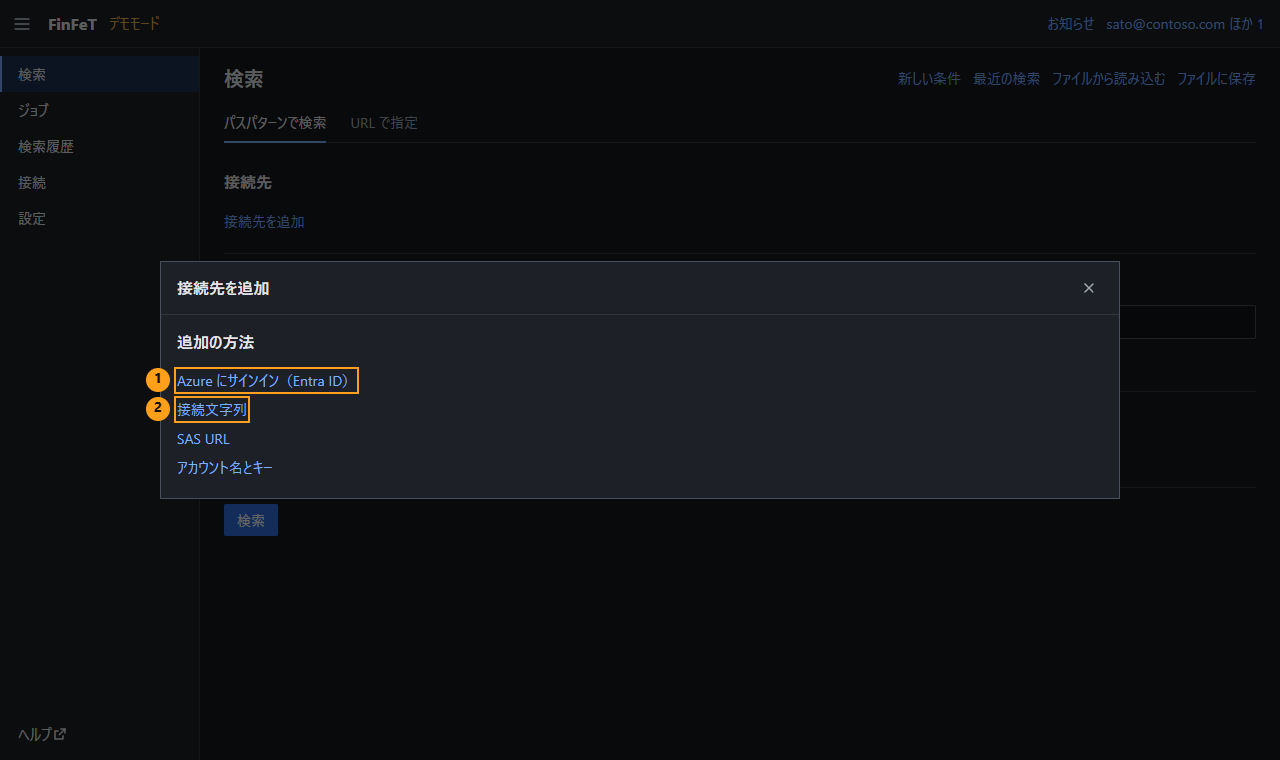 FinFeT デモモード
お知らせ sato@contoso.com ほか 1
検索
ジョブ
検索履歴
接続
設定
検索
新しい条件 最近の検索 ファイルから読み込む ファイルに保存
パスパターンで検索 URL で指定
接続先
接続先を追加
接続先を追加
追加の方法
1 Azure にサインイン（Entra ID）
2 接続文字列
SAS URL
アカウント名とキー
検索
ヘルプ